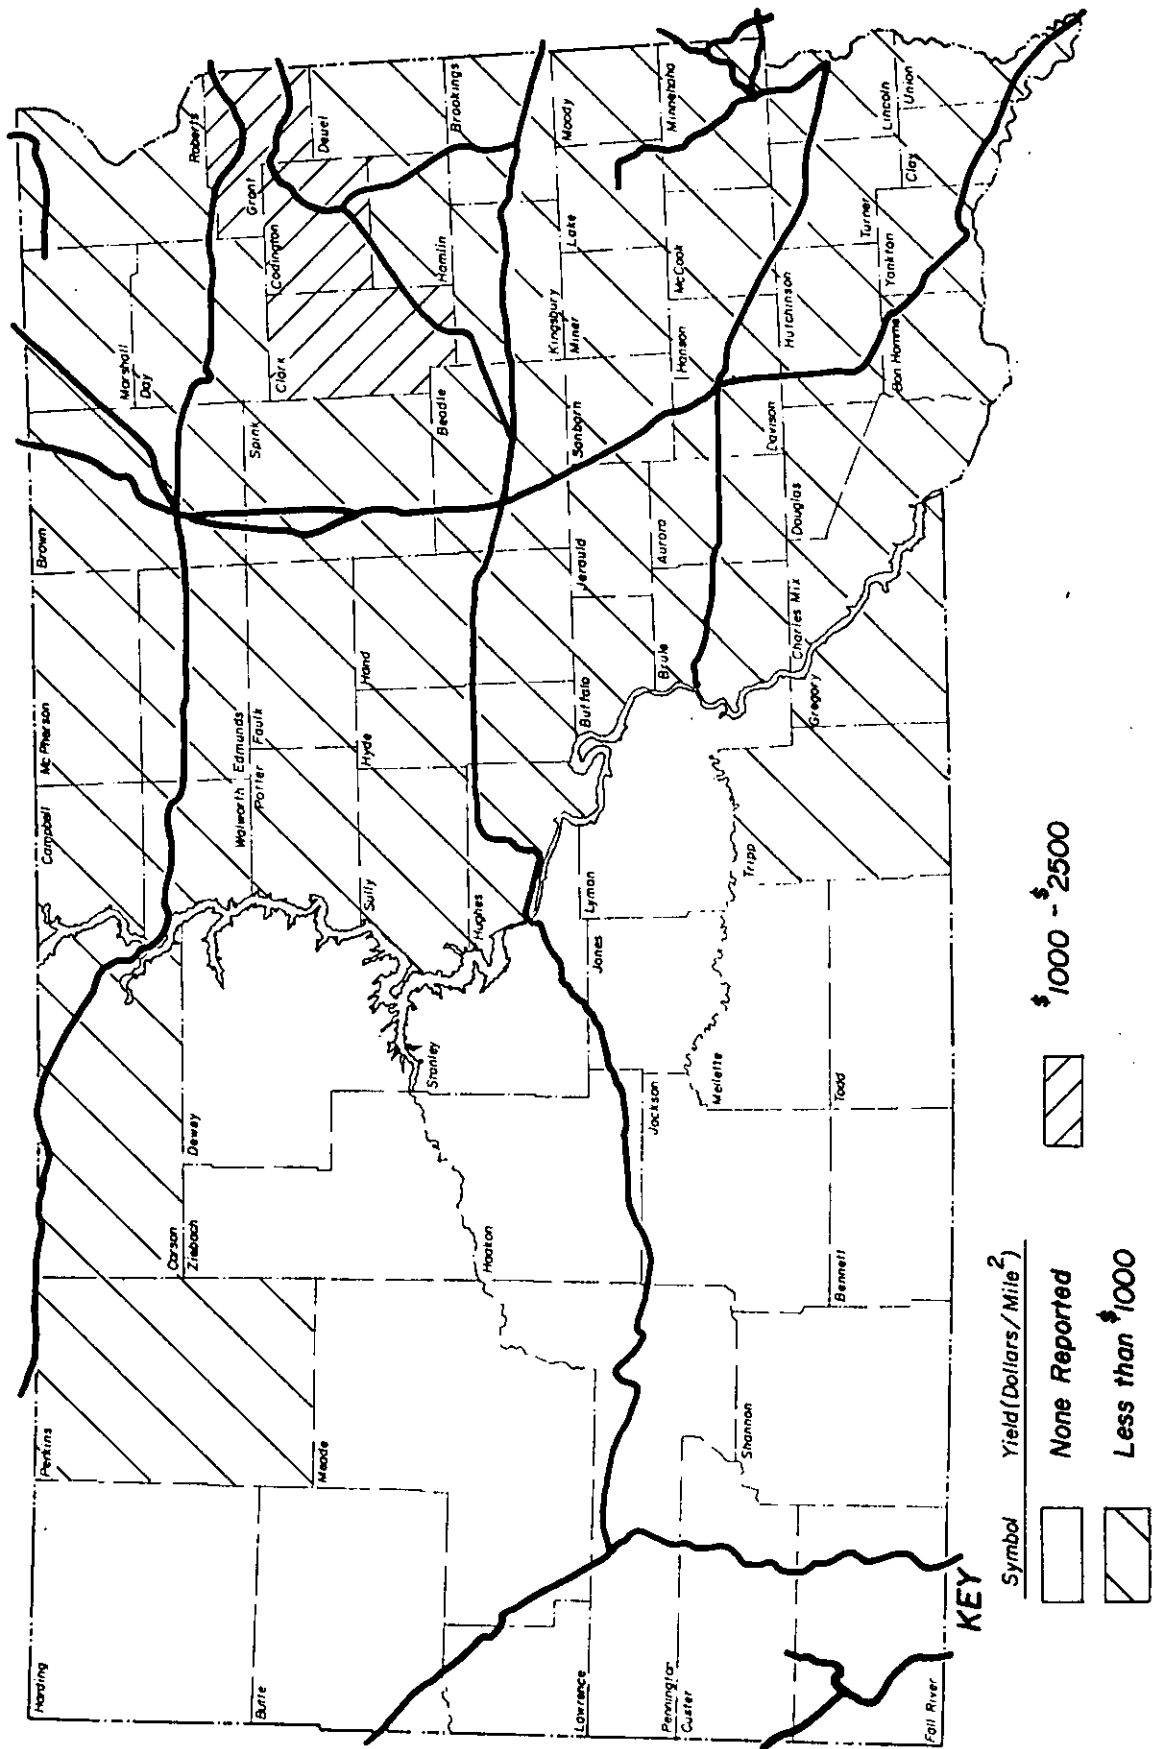 Harding
Perkins
Campbell
Mc Pherson
Brown
Marshall
Day
Roberts
Butte
Meade
Corson
Ziebach
Dewey
Walworth
Edmunds
Potter
Faulk
Spink
Clark
Codington
Grant
Deuel
Haakon
Stanley
Sully
Hyde
Hand
Beadle
Hamlin
Brookings
Hughes
Lawrence
Jones
Lyman
Buffalo
Jerauld
Sanborn
Kingsbury
Miner
Lake
Moody
Pennington
Custer
Jackson
Brule
Aurora
Hanson
McCook
Minnehaha
Shannon
Mellette
Tripp
Gregory
Charles Mix
Douglas
Davison
Hutchinson
Turner
Lincoln
Fall River
Bennett
Todd
Bon Homme
Yankton
Clay
Union
KEY
Symbol Yield (Dollars/Mile2)
None Reported
Less than $1000
$1000 - $2500